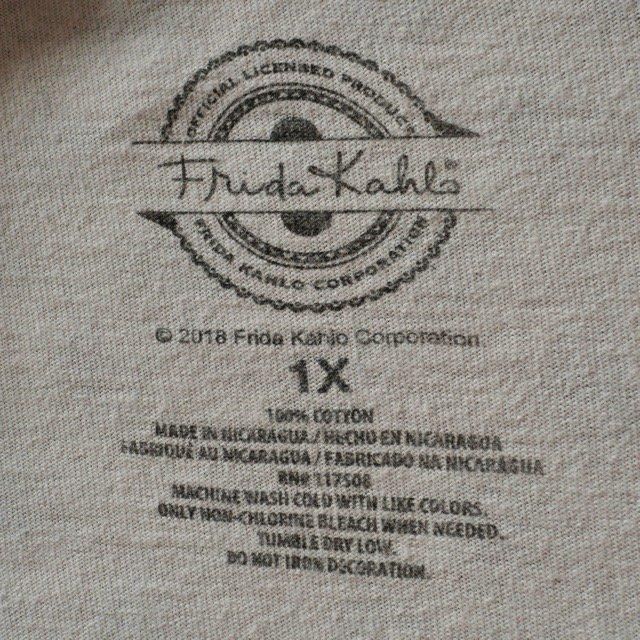 OFFICIAL LICENSED PRODUCT
Frida Kahlo®
FRIDA KAHLO CORPORATION
© 2018 Frida Kahlo Corporation
1X
100% COTTON
MADE IN NICARAGUA / HECHO EN NICARAGUA
FABRIQUÉ AU NICARAGUA / FABRICADO NA NICARÁGUA
RN# 117508
MACHINE WASH COLD WITH LIKE COLORS.
ONLY NON-CHLORINE BLEACH WHEN NEEDED.
TUMBLE DRY LOW.
DO NOT IRON DECORATION.